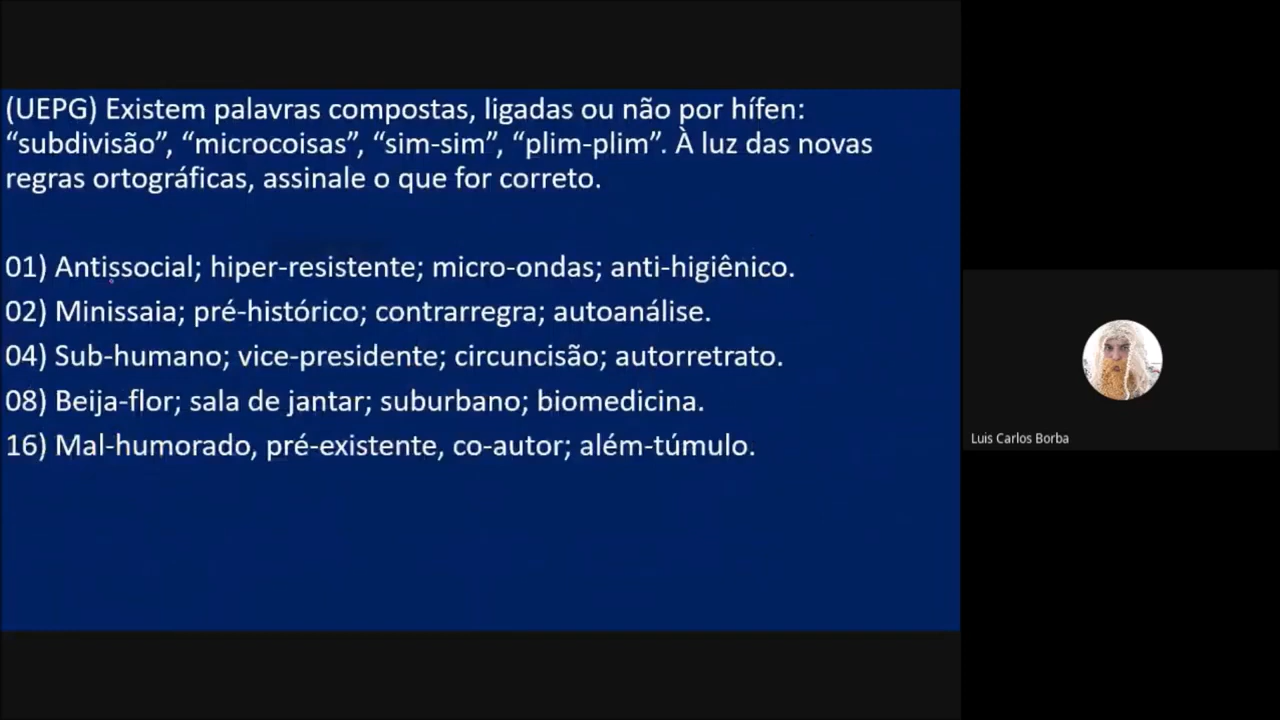 (UEPG) Existem palavras compostas, ligadas ou não por hífen:
“subdivisão”, “microcoisas”, “sim-sim”, “plim-plim”. À luz das novas
regras ortográficas, assinale o que for correto.
01) Antissocial; hiper-resistente; micro-ondas; anti-higiênico.
02) Minissaia; pré-histórico; contrarregra; autoanálise.
04) Sub-humano; vice-presidente; circuncisão; autorretrato.
08) Beija-flor; sala de jantar; suburbano; biomedicina.
16) Mal-humorado, pré-existente, co-autor; além-túmulo.
Luis Carlos Borba